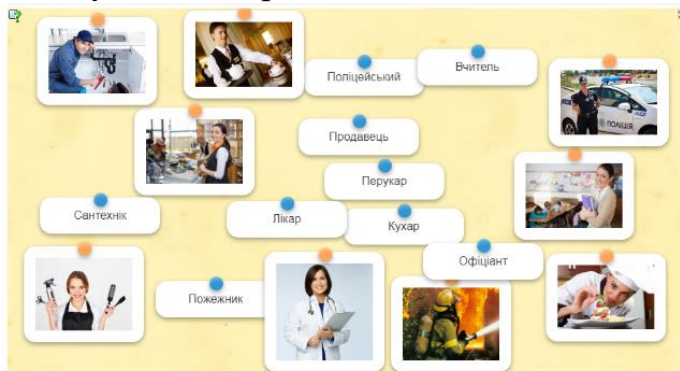 Поліцейський
Вчитель
ПОЛІЦІЯ
Продавець
Перукар
Сантехнік
Лікар
Кухар
Офіціант
Пожежник